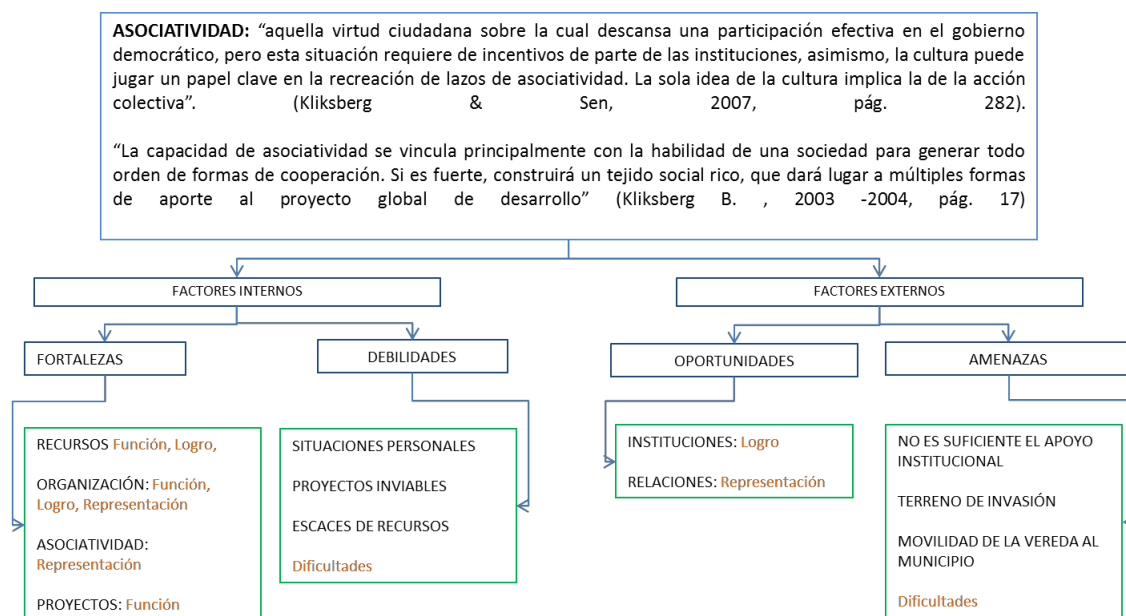 ASOCIATIVIDAD: “aquella virtud ciudadana sobre la cual descansa una participación efectiva en el gobierno
democrático, pero esta situación requiere de incentivos de parte de las instituciones, asimismo, la cultura puede
jugar un papel clave en la recreación de lazos de asociatividad. La sola idea de la cultura implica la de la acción
colectiva”. (Kliksberg & Sen, 2007, pág. 282).
“La capacidad de asociatividad se vincula principalmente con la habilidad de una sociedad para generar todo
orden de formas de cooperación. Si es fuerte, construirá un tejido social rico, que dará lugar a múltiples formas
de aporte al proyecto global de desarrollo” (Kliksberg B. , 2003 -2004, pág. 17)
FACTORES INTERNOS
FACTORES EXTERNOS
FORTALEZAS
DEBILIDADES
OPORTUNIDADES
AMENAZAS
RECURSOS Función, Logro,
ORGANIZACIÓN: Función,
Logro, Representación
ASOCIATIVIDAD:
Representación
PROYECTOS: Función
SITUACIONES PERSONALES
PROYECTOS INVIABLES
ESCACES DE RECURSOS
Dificultades
INSTITUCIONES: Logro
RELACIONES: Representación
NO ES SUFICIENTE EL APOYO
INSTITUCIONAL
TERRENO DE INVASIÓN
MOVILIDAD DE LA VEREDA AL
MUNICIPIO
Dificultades